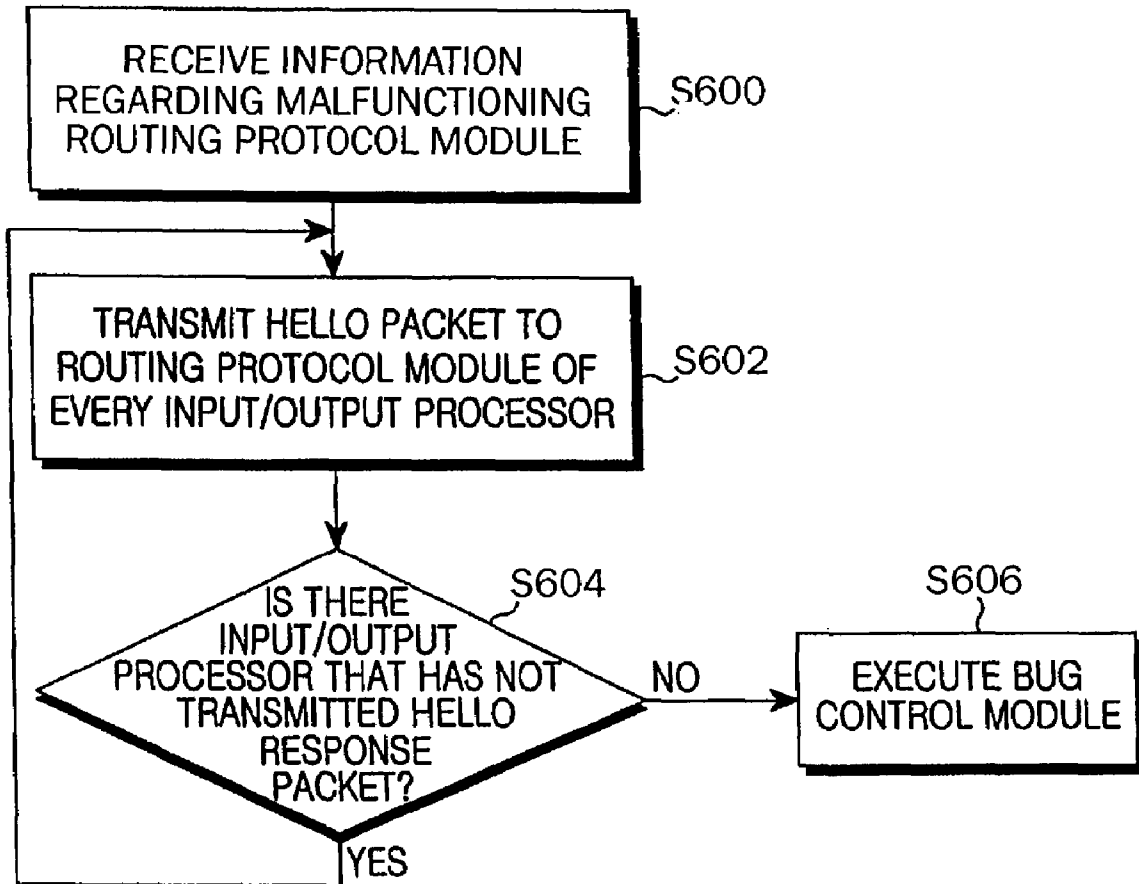 RECEIVE INFORMATION
REGARDING MALFUNCTIONING
ROUTING PROTOCOL MODULE
S600
TRANSMIT HELLO PACKET TO
ROUTING PROTOCOL MODULE OF
EVERY INPUT/OUTPUT PROCESSOR
S602
IS THERE
INPUT/OUTPUT
PROCESSOR THAT HAS NOT
TRANSMITTED HELLO
RESPONSE
PACKET?
S604
NO
YES
S606
EXECUTE BUG
CONTROL MODULE